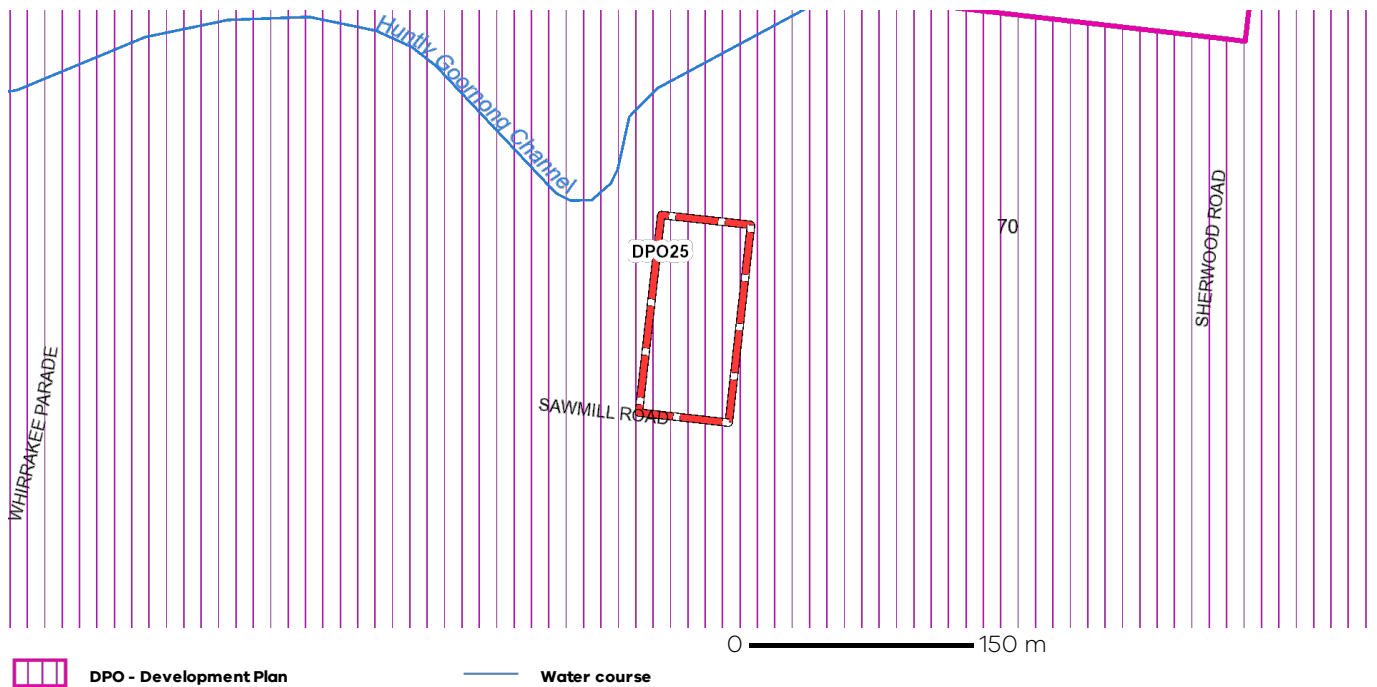 Huntly Goornong Channel
SHERWOOD ROAD
70
DPO25
WHIRRAKEE PARADE
SAWMILL ROAD
0 150 m
DPO - Development Plan
Water course